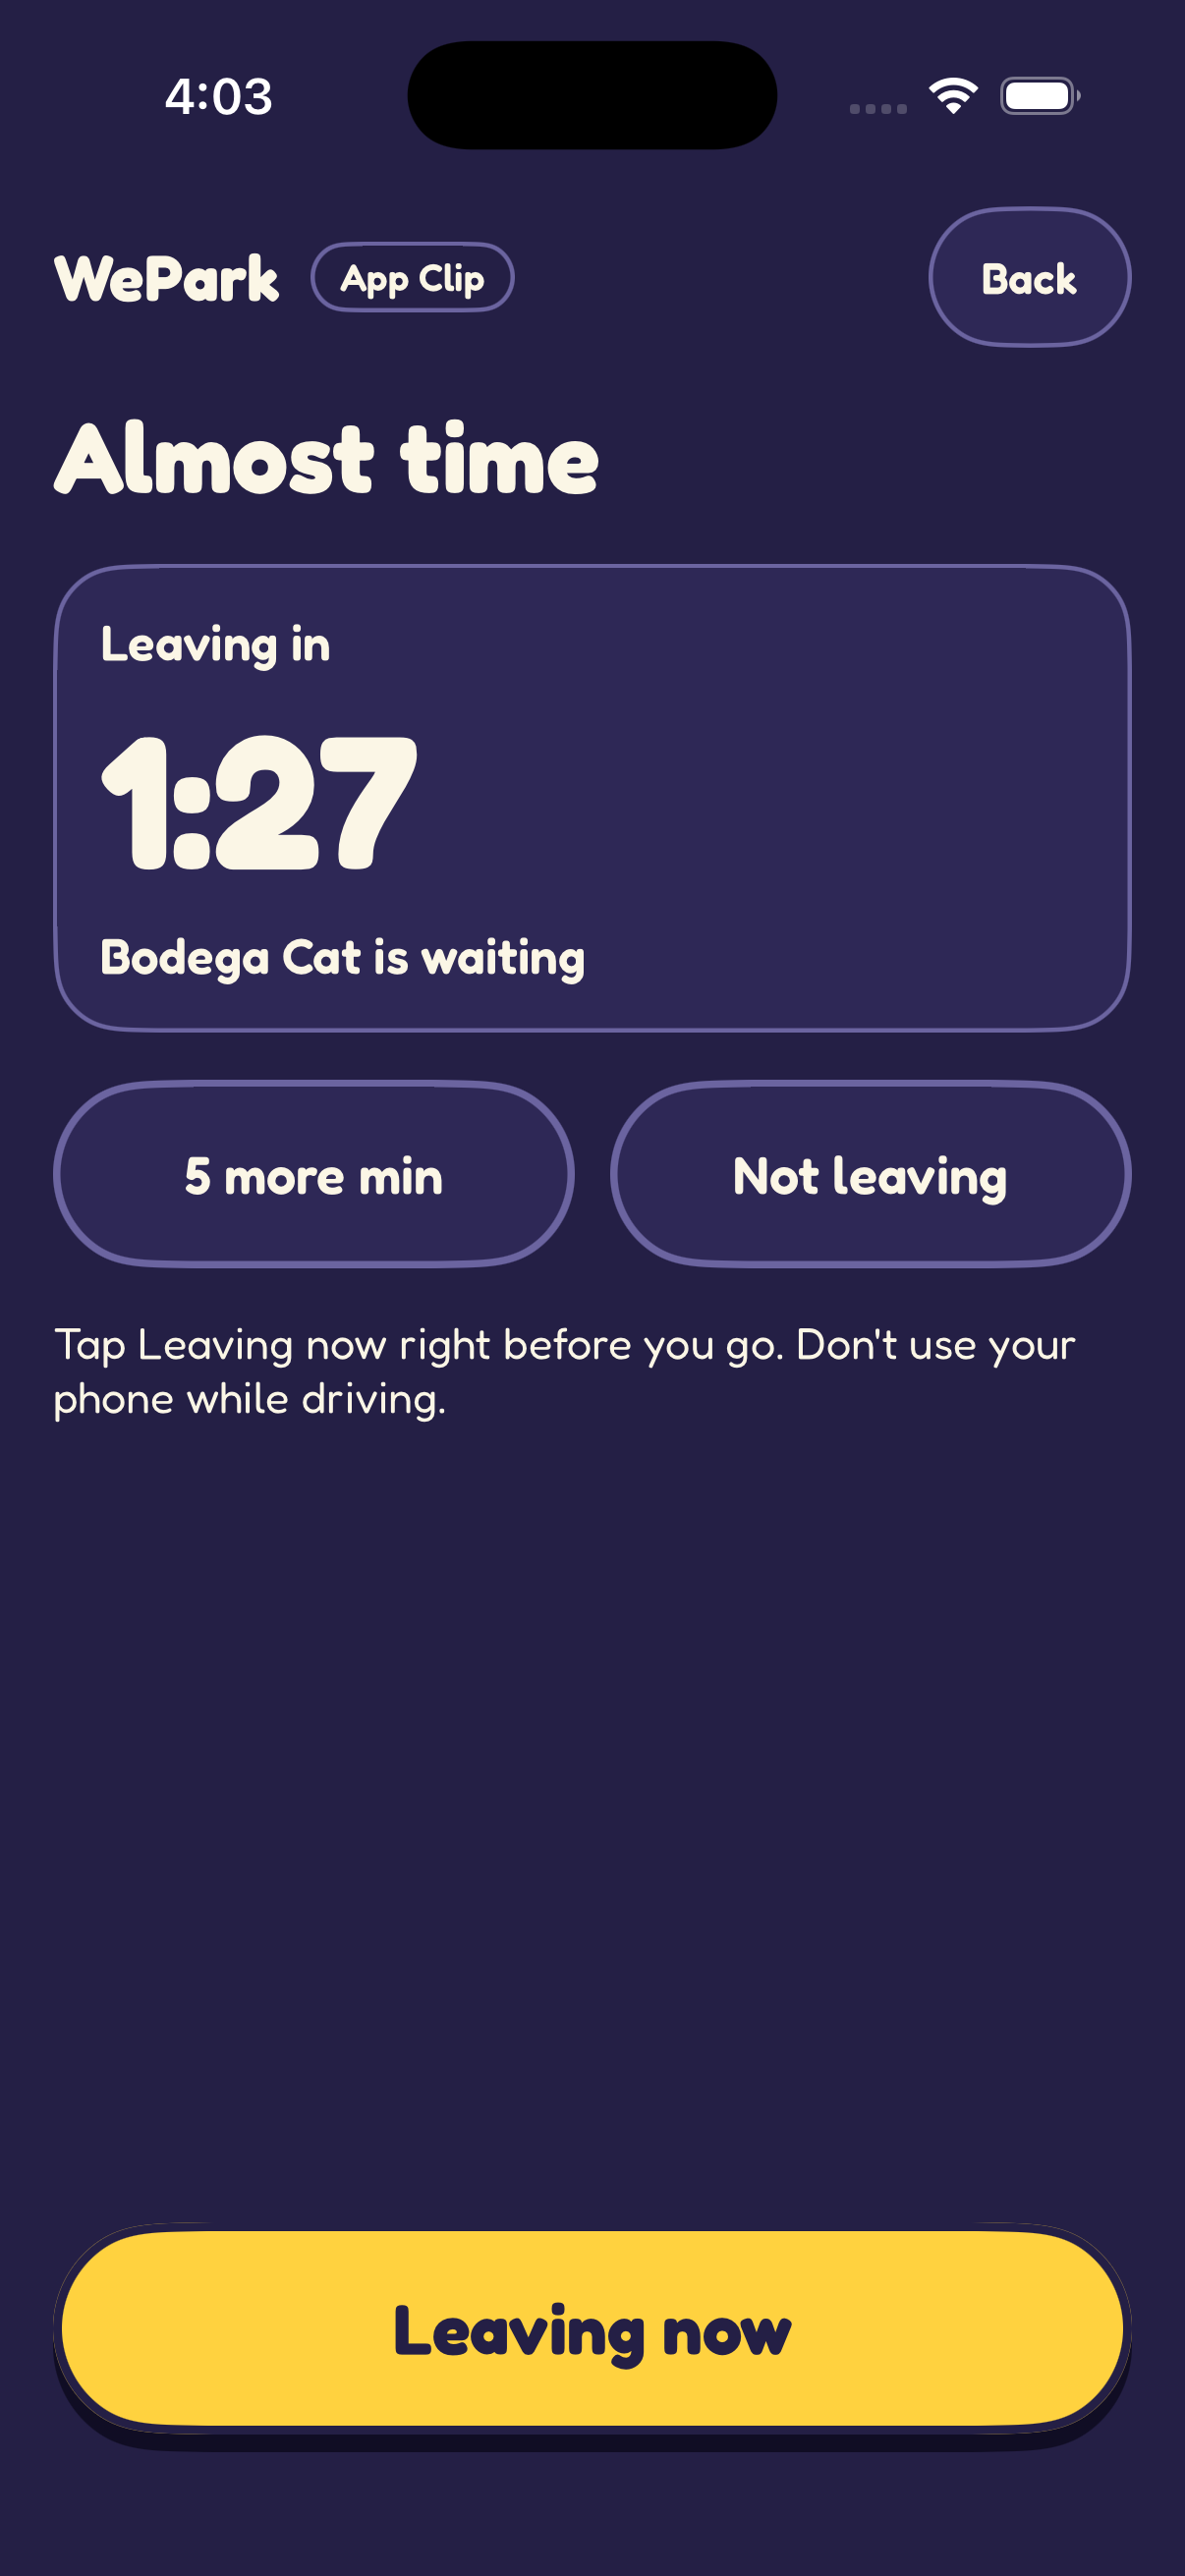 4:03
WePark
App Clip
Back
Almost time
Leaving in
1:27
Bodega Cat is waiting
5 more min
Not leaving
Tap Leaving now right before you go. Don't use your
phone while driving.
Leaving now